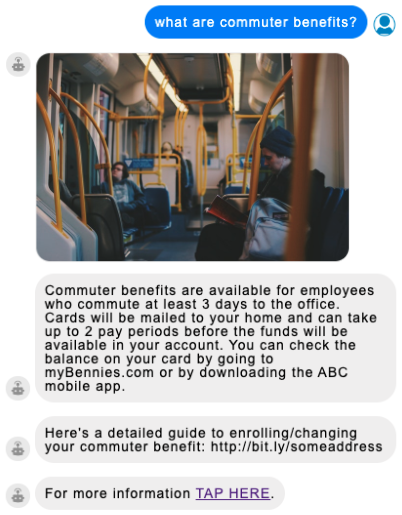 what are commuter benefits?
Commuter benefits are available for employees
who commute at least 3 days to the office.
Cards will be mailed to your home and can take
up to 2 pay periods before the funds will be
available in your account. You can check the
balance on your card by going to
myBennies.com or by downloading the ABC
mobile app.
Here's a detailed guide to enrolling/changing
your commuter benefit: http://bit.ly/someaddress
For more information TAP HERE.